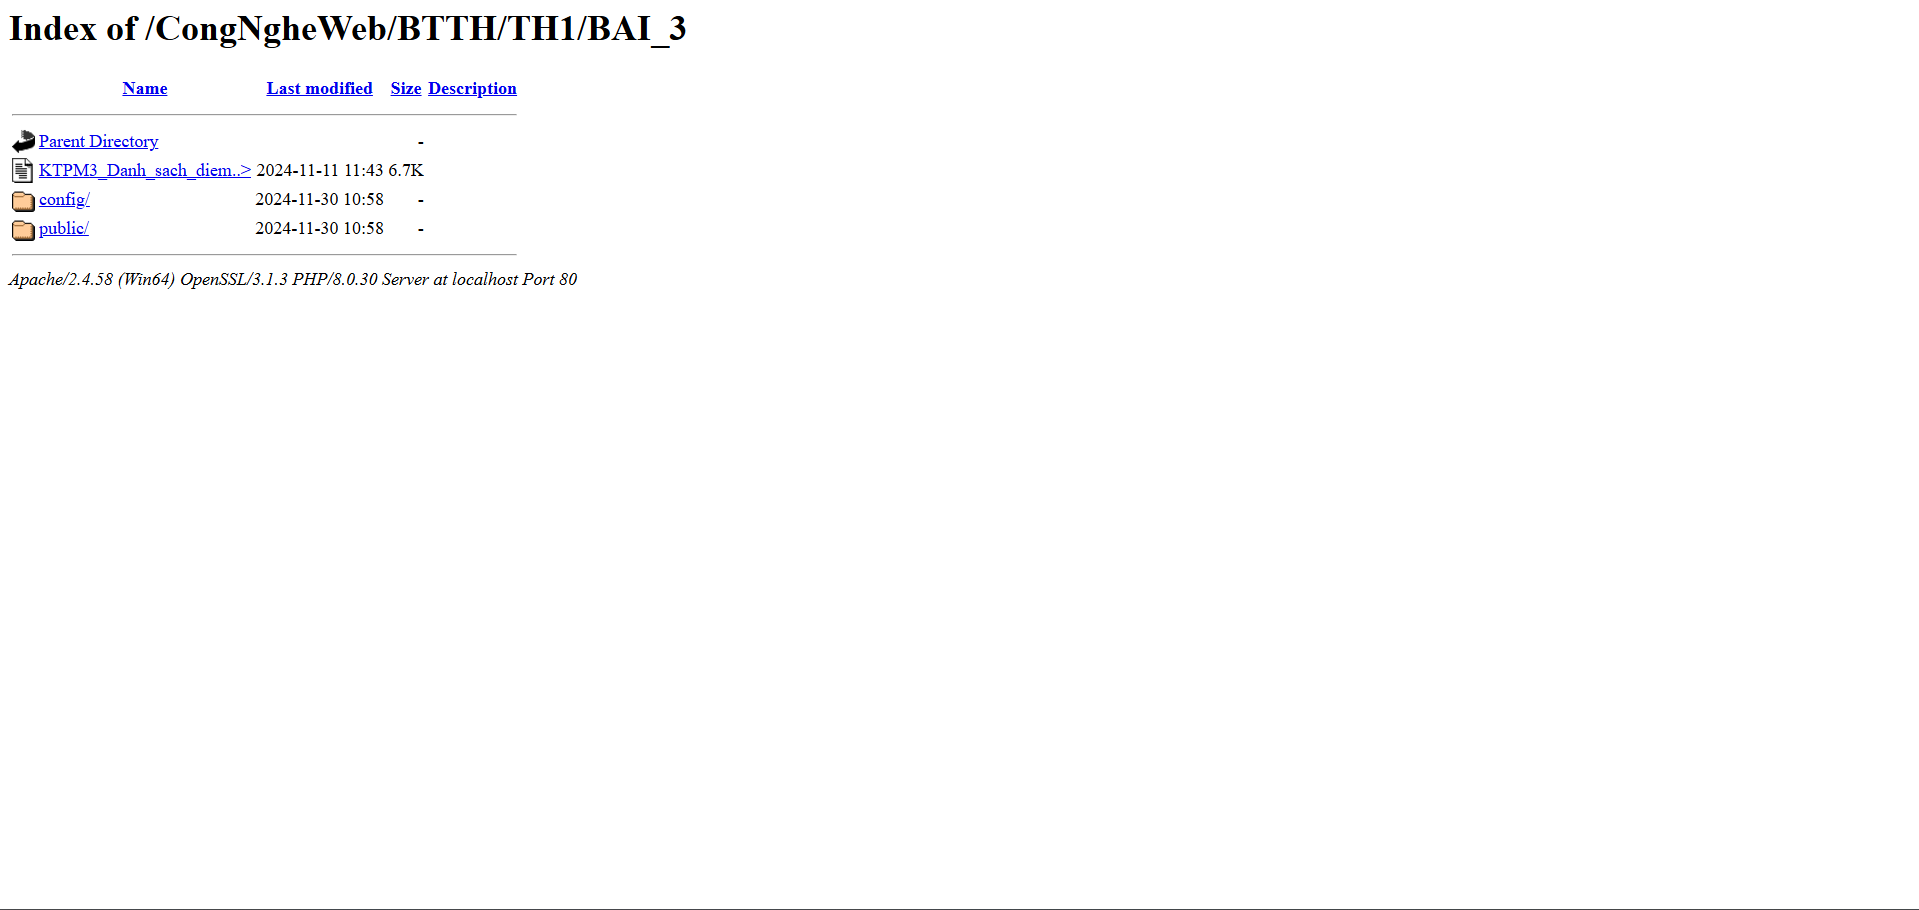 Index of /CongNgheWeb/BTTH/TH1/BAI_3
Name Last modified Size Description
Parent Directory -
KTPM3_Danh_sach_diem..> 2024-11-11 11:43 6.7K
config/ 2024-11-30 10:58 -
public/ 2024-11-30 10:58 -
Apache/2.4.58 (Win64) OpenSSL/3.1.3 PHP/8.0.30 Server at localhost Port 80